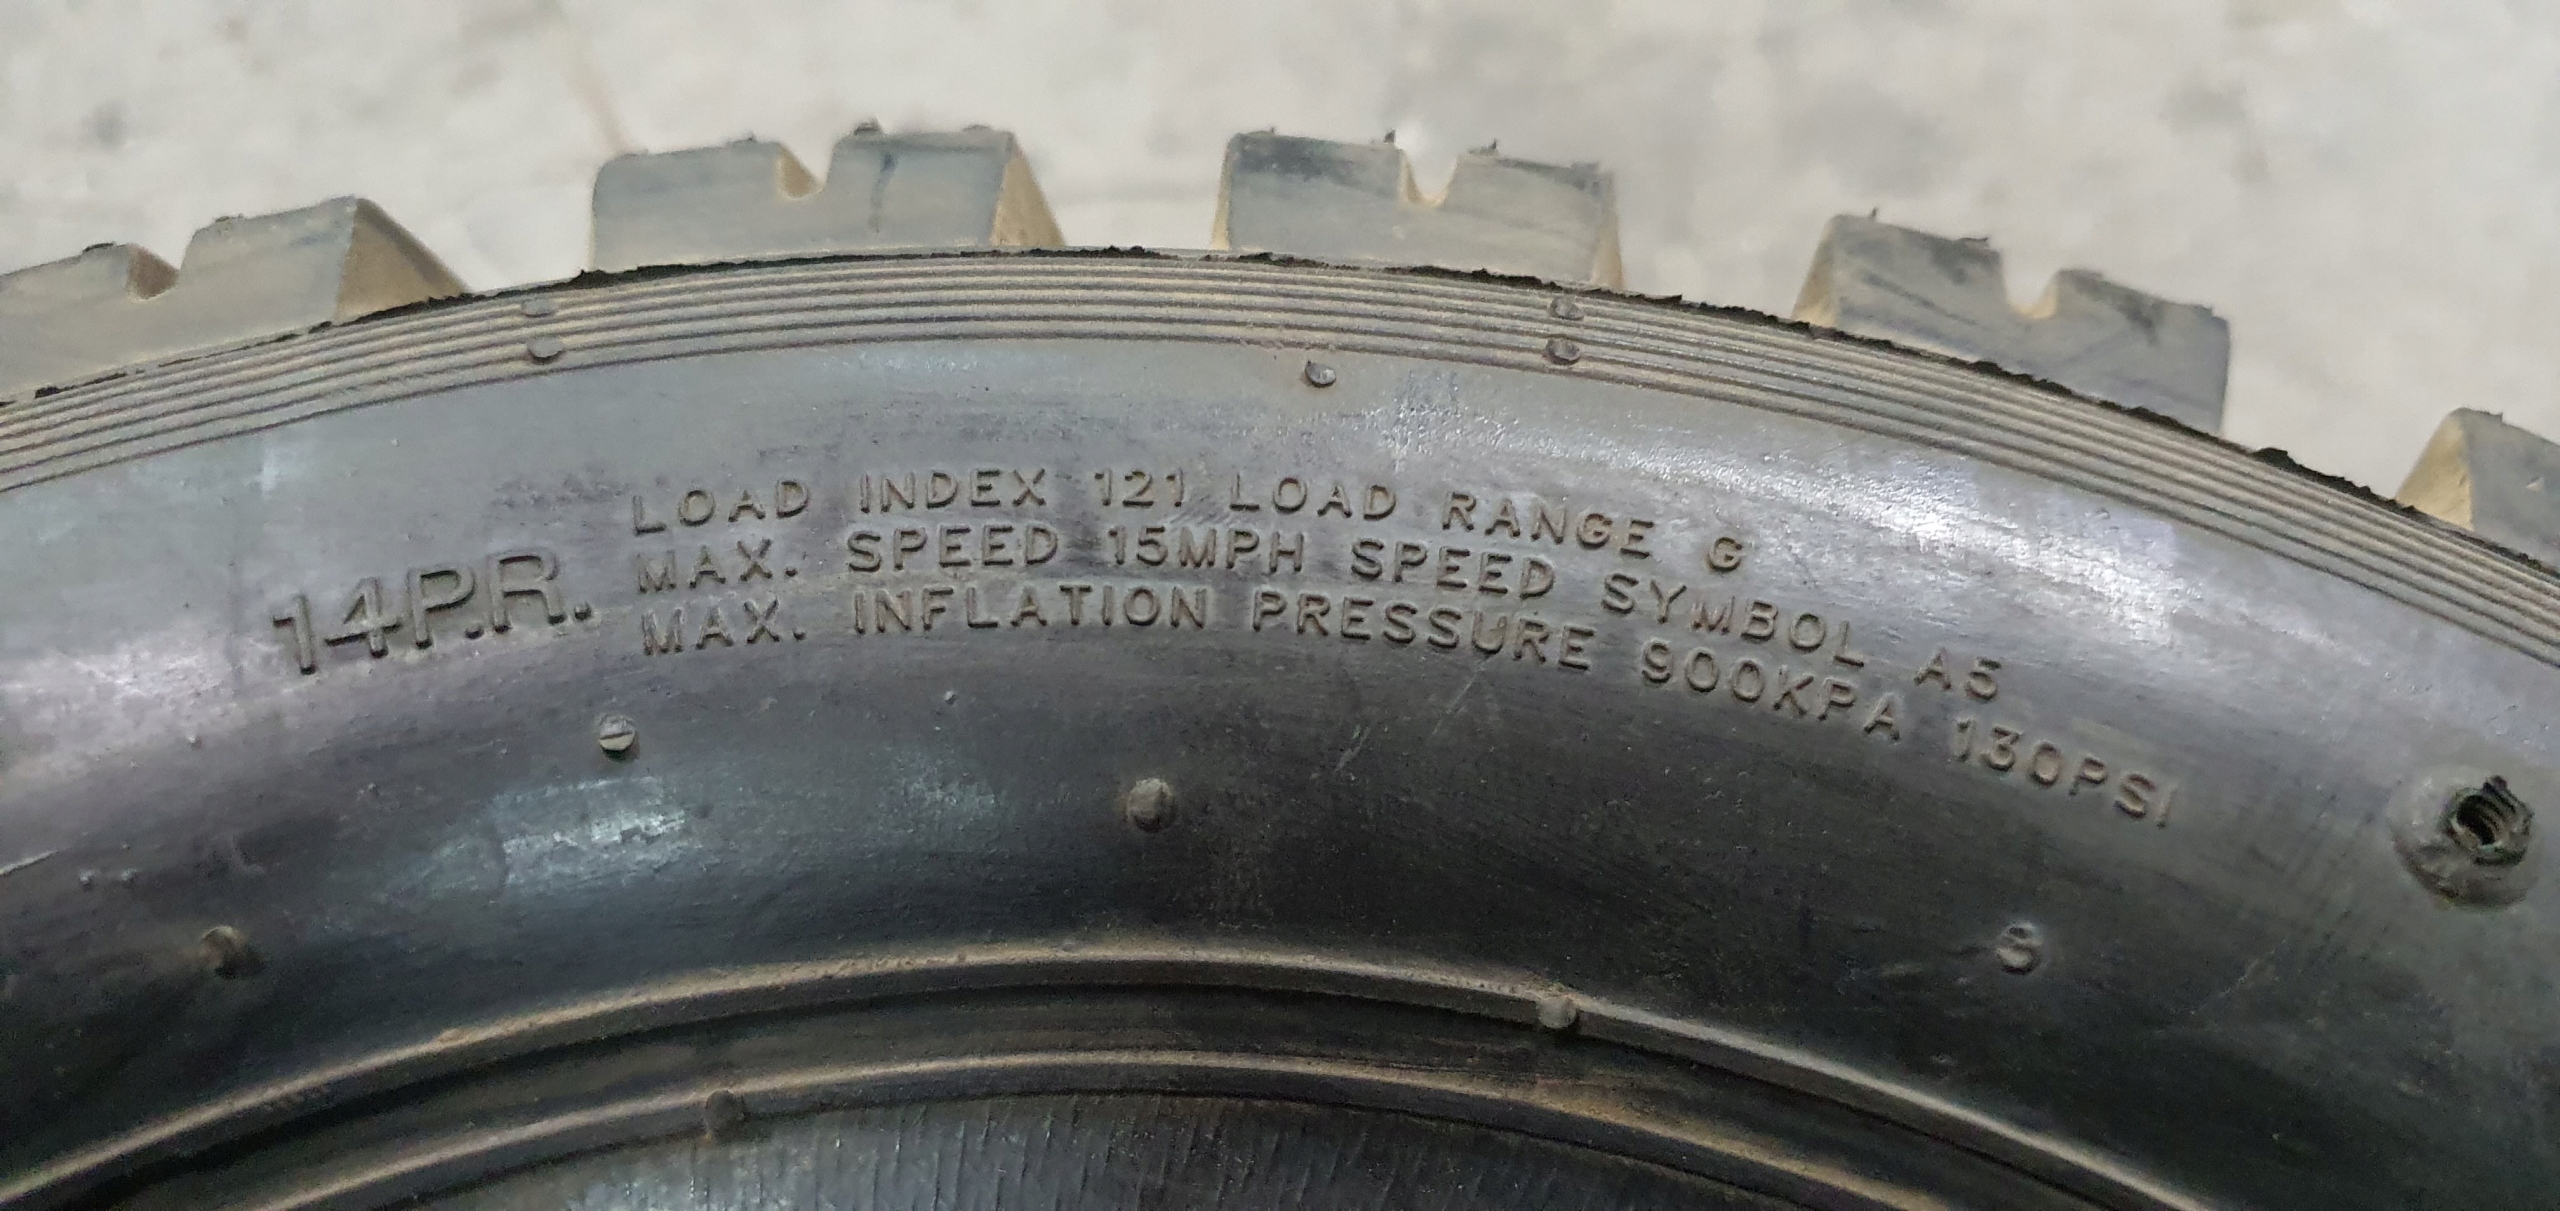 14P.R.
LOAD INDEX 121 LOAD RANGE G
MAX. SPEED 15MPH SPEED SYMBOL A5
MAX. INFLATION PRESSURE 900KPA 130PSI
S